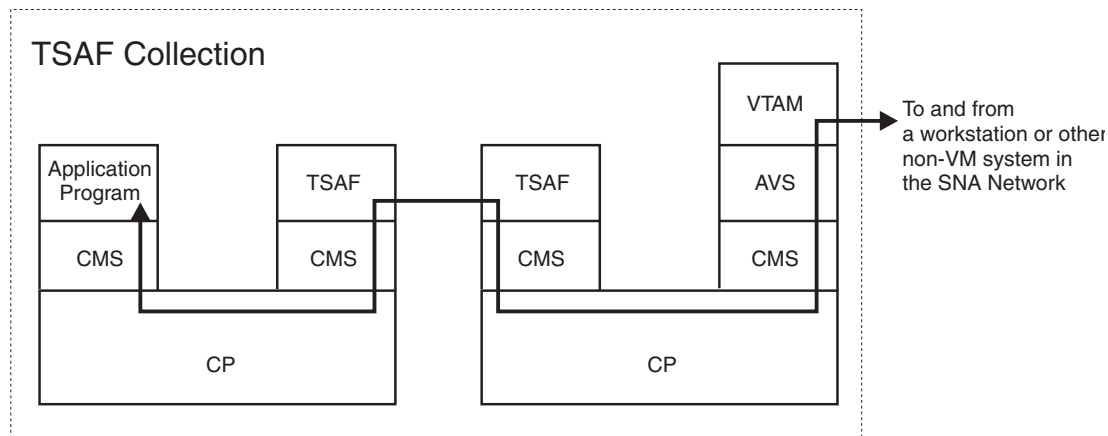 TSAF Collection
VTAM
To and from
a workstation or other
non-VM system in
the SNA Network
Application
Program
TSAF
TSAF
AVS
CMS
CMS
CMS
CMS
CP
CP